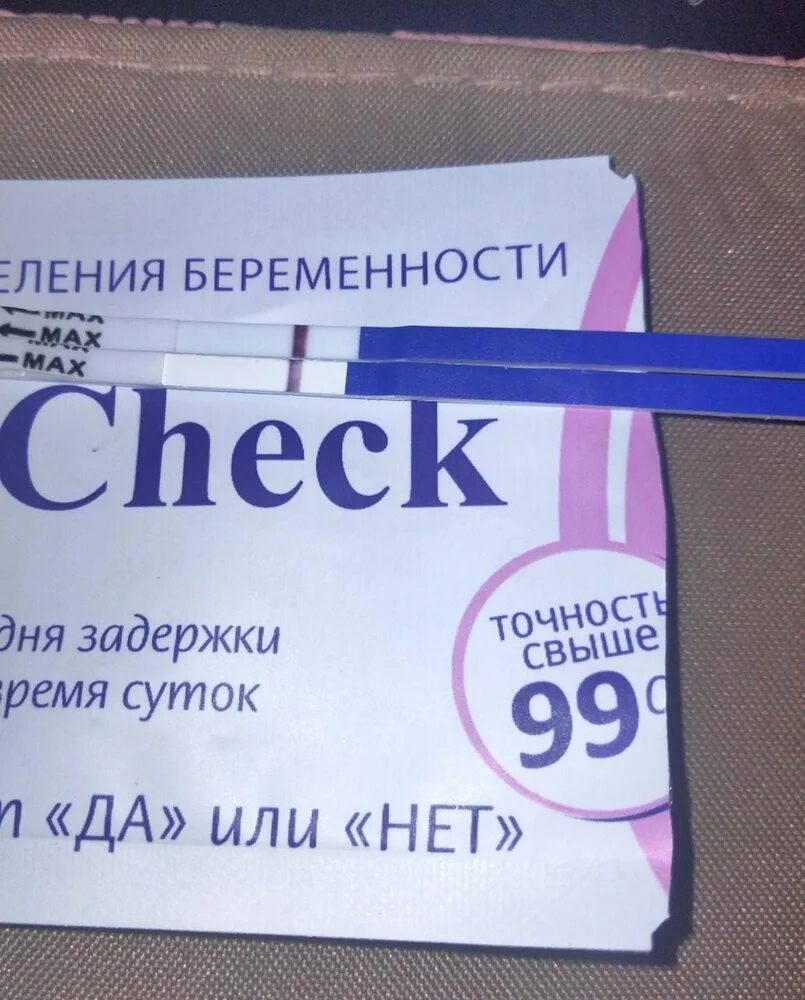 ЕЛЕНИЯ БЕРЕМЕННОСТИ
MAX
MAX
MAX
Check
дня задержки
время суток
т «ДА» или «НЕТ»
ТОЧНОСТЬ
СВЫШЕ
99